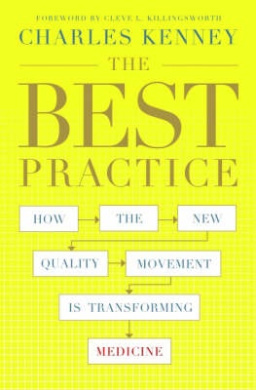 FOREWORD BY CLEVE L. KILLINGSWORTH
CHARLES KENNEY
THE
BEST
PRACTICE
HOW THE NEW
QUALITY MOVEMENT
IS TRANSFORMING
MEDICINE